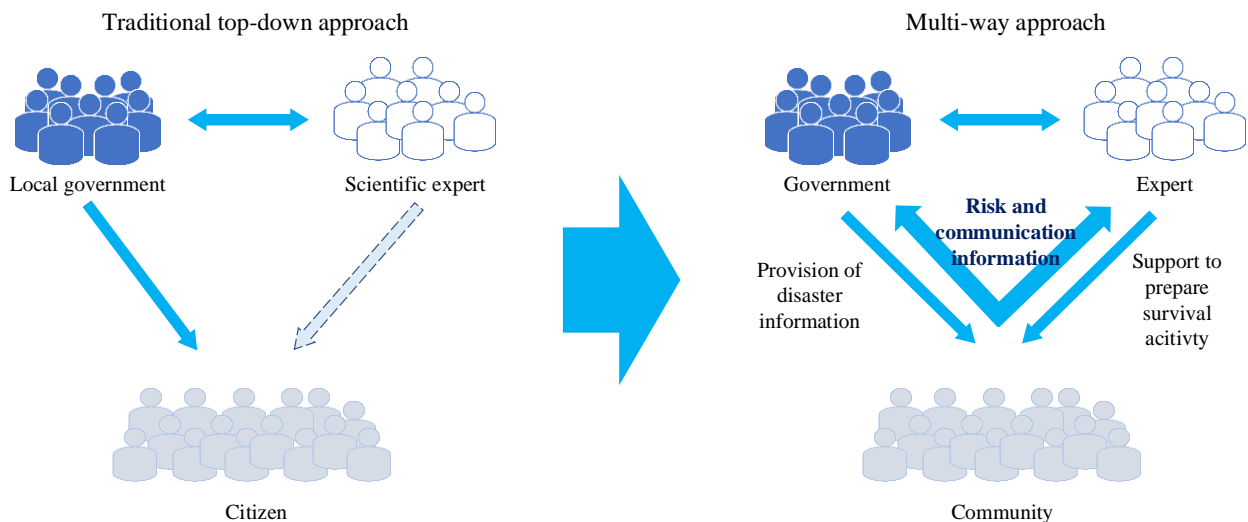 Traditional top-down approach
Local government
Scientific expert
Citizen
Multi-way approach
Government
Expert
Risk and
communication
information
Provision of
disaster
information
Support to
prepare
survival
acitivty
Community